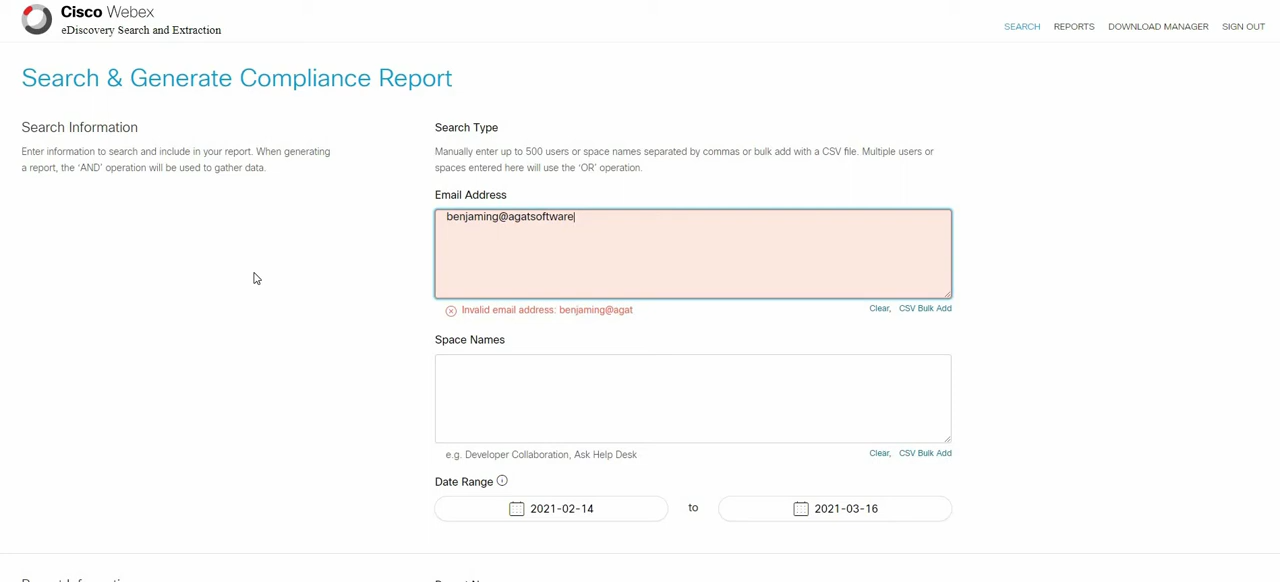 Cisco Webex
eDiscovery Search and Extraction
SEARCH REPORTS DOWNLOAD MANAGER SIGN OUT
Search & Generate Compliance Report
Search Information
Enter information to search and include in your report. When generating
a report, the 'AND' operation will be used to gather data.
Search Type
Manually enter up to 500 users or space names separated by commas or bulk add with a CSV file. Multiple users or
spaces entered here will use the 'OR' operation.
Email Address
benjaming@agatsoftware
Invalid email address: benjaming@agat
Clear, CSV Bulk Add
Space Names
e.g. Developer Collaboration, Ask Help Desk
Clear, CSV Bulk Add
Date Range
2021-02-14 to 2021-03-16